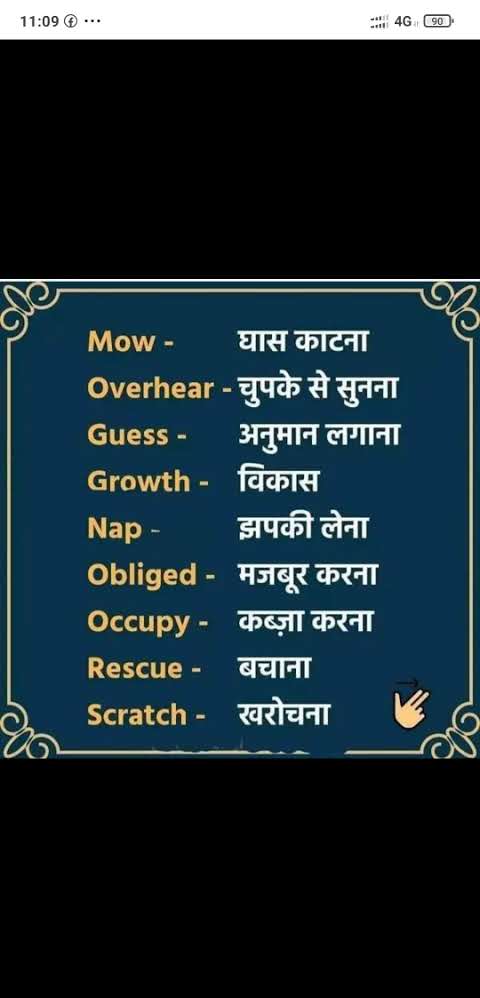 11:09
4G 90
Mow - घास काटना
Overhear - चुपके से सुनना
Guess - अनुमान लगाना
Growth - विकास
Nap - झपकी लेना
Obliged - मजबूर करना
Occupy - कब्ज़ा करना
Rescue - बचाना
Scratch - खरोचना